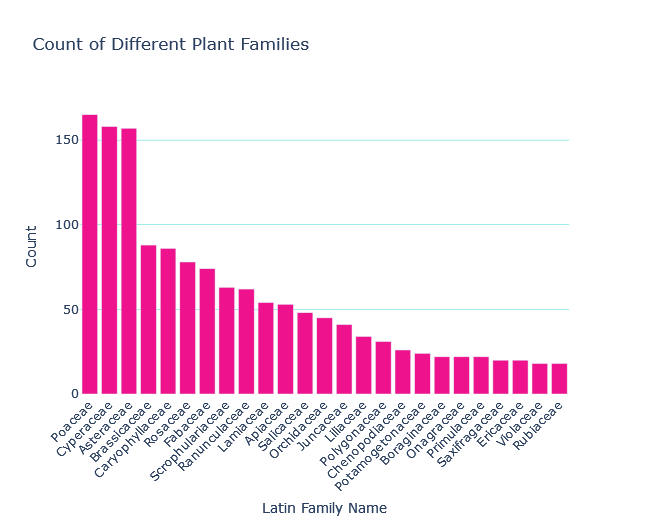 Count of Different Plant Families
Count
150
100
50
0
Poaceae
Cyperaceae
Asteraceae
Brassicaceae
Caryophyllaceae
Rosaceae
Fabaceae
Scrophulariaceae
Ranunculaceae
Lamiaceae
Apiaceae
Salicaceae
Orchidaceae
Juncaceae
Liliaceae
Polygonaceae
Chenopodiaceae
Potamogetonaceae
Boraginaceae
Onagraceae
Primulaceae
Saxifragaceae
Ericaceae
Violaceae
Rubiaceae
Latin Family Name